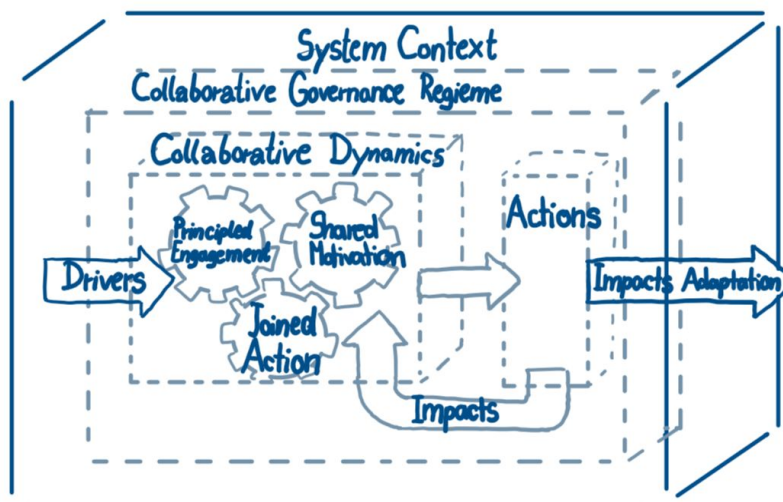 System Context
Collaborative Governance Regieme
Collaborative Dynamics
Principled
Engagement
Shared
Motivation
Joined
Action
Drivers
Actions
Impacts Adaptation
Impacts